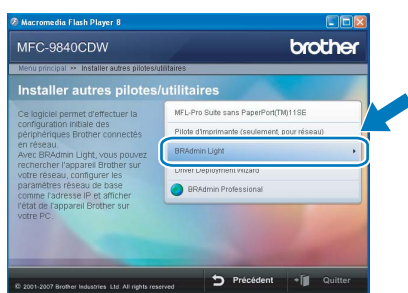 Macromedia Flash Player 8
MFC-9840CDW
brother
Menu principal >> Installer autres pilotes/utilitaires
Installer autres pilotes/utilitaires
Ce logiciel permet d'effectuer la
configuration initiale des
périphériques Brother connectés
en réseau.
Avec BRAdmin Light, vous pouvez
rechercher l'appareil Brother sur
votre réseau, configurer les
paramètres réseau de base
comme l'adresse IP et afficher
l'état de l'appareil Brother sur
votre PC.
MFL-Pro Suite sans PaperPort(TM)11SE
Pilote d'imprimante (seulement, pour réseau)
BRAdmin Light
Driver Deployment Wizard
BRAdmin Professional
© 2001-2007 Brother Industries Ltd. All rights reserved
Précédent
Quitter